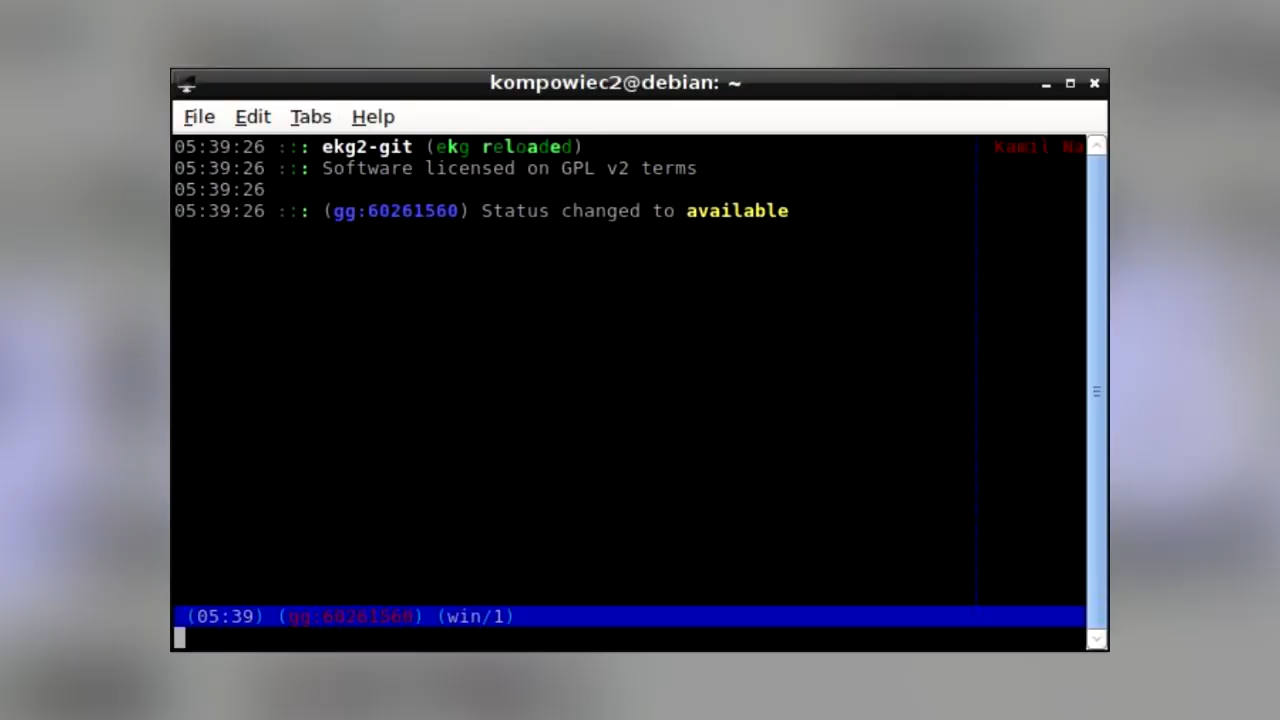 kompowiec2@debian: ~
File Edit Tabs Help
05:39:26 ::: ekg2-git (ekg reloaded)
Kamil Na
05:39:26 ::: Software licensed on GPL v2 terms
05:39:26
05:39:26 ::: (gg:60261560) Status changed to available
(05:39) (gg:60261560) (win/1)